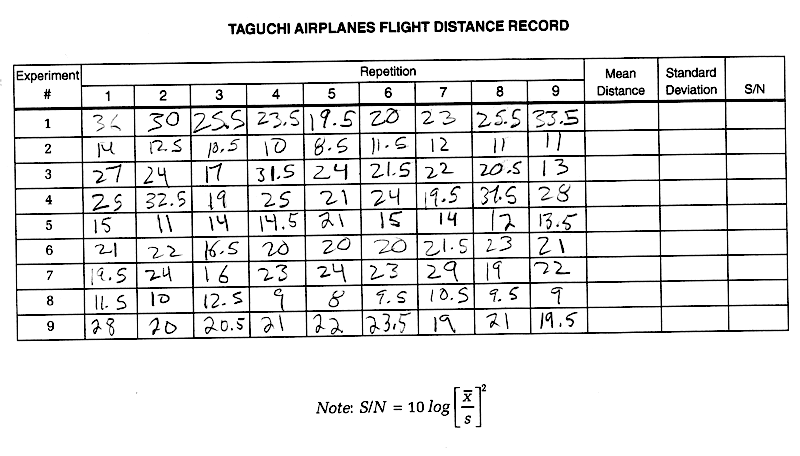 TAGUCHI AIRPLANES FLIGHT DISTANCE RECORD
Experiment # Repetition Mean Distance Standard Deviation S/N
1 2 3 4 5 6 7 8 9
1 30 25.5 23.5 19.5 20 23 25.5 33.5
2 14 12.5 10.5 10 8.5 11.5 12 11 11
3 27 24 17 31.5 24 21.5 22 20.5 13
4 25 32.5 19 25 21 24 19.5 31.5 28
5 15 11 14 14.5 21 15 14 12 13.5
6 21 22 16.5 20 20 20 21.5 23 21
7 19.5 24 16 23 24 23 29 19 22
8 11.5 10 12.5 9 8 9.5 10.5 9.5 9
9 28 20 20.5 21 22 23.5 19 21 19.5
Note: S/N = 10 log [x̄/s]²